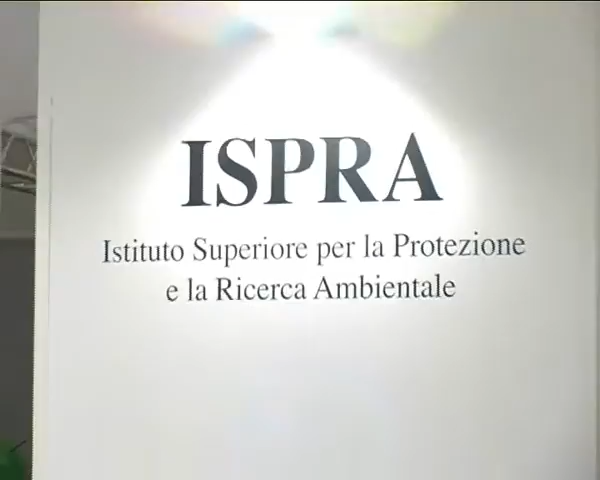 ISPRA
Istituto Superiore per la Protezione
e la Ricerca Ambientale